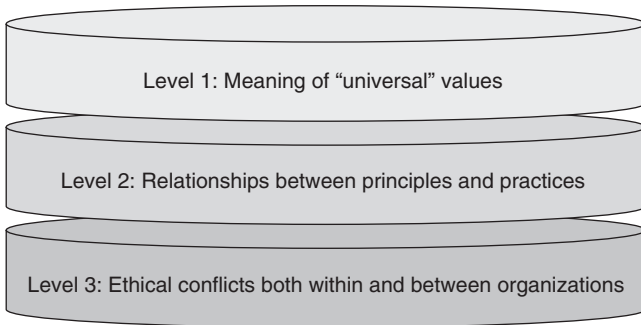 Level 1: Meaning of “universal” values
Level 2: Relationships between principles and practices
Level 3: Ethical conflicts both within and between organizations